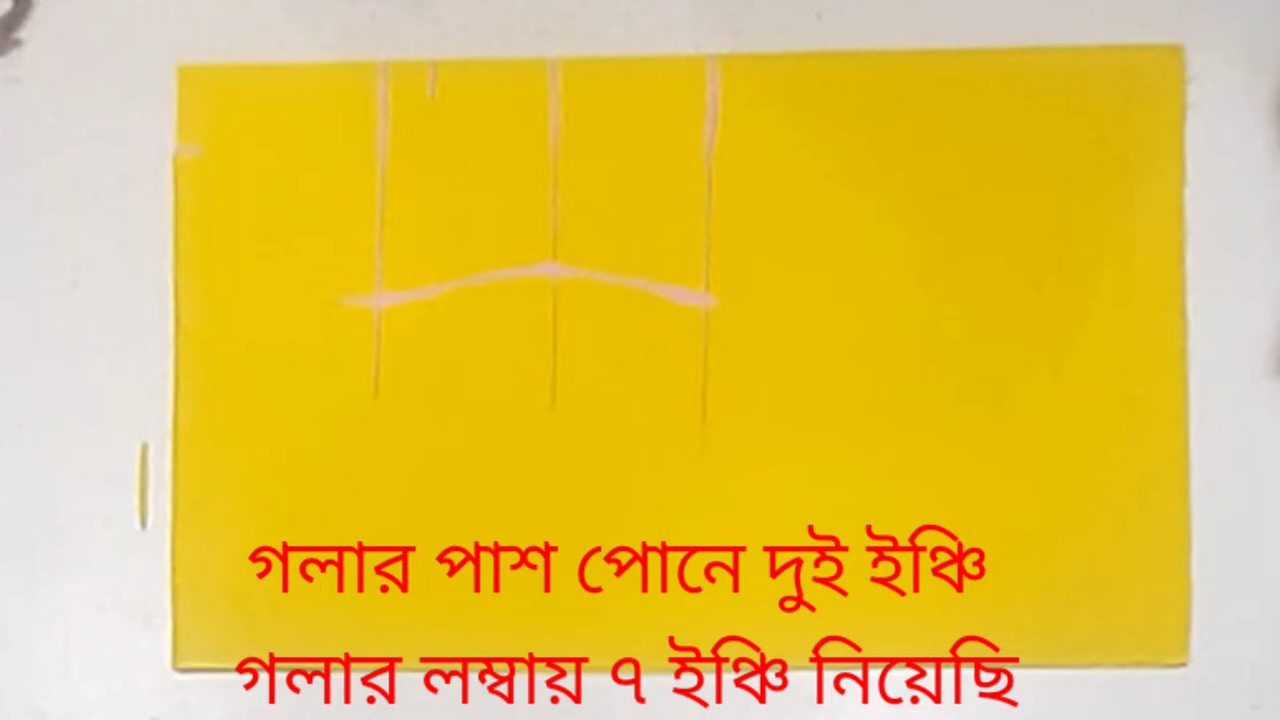 গলার পাশ পোনে দুই ইঞ্চি
গলার লম্বায় ৭ ইঞ্চি নিয়েছি